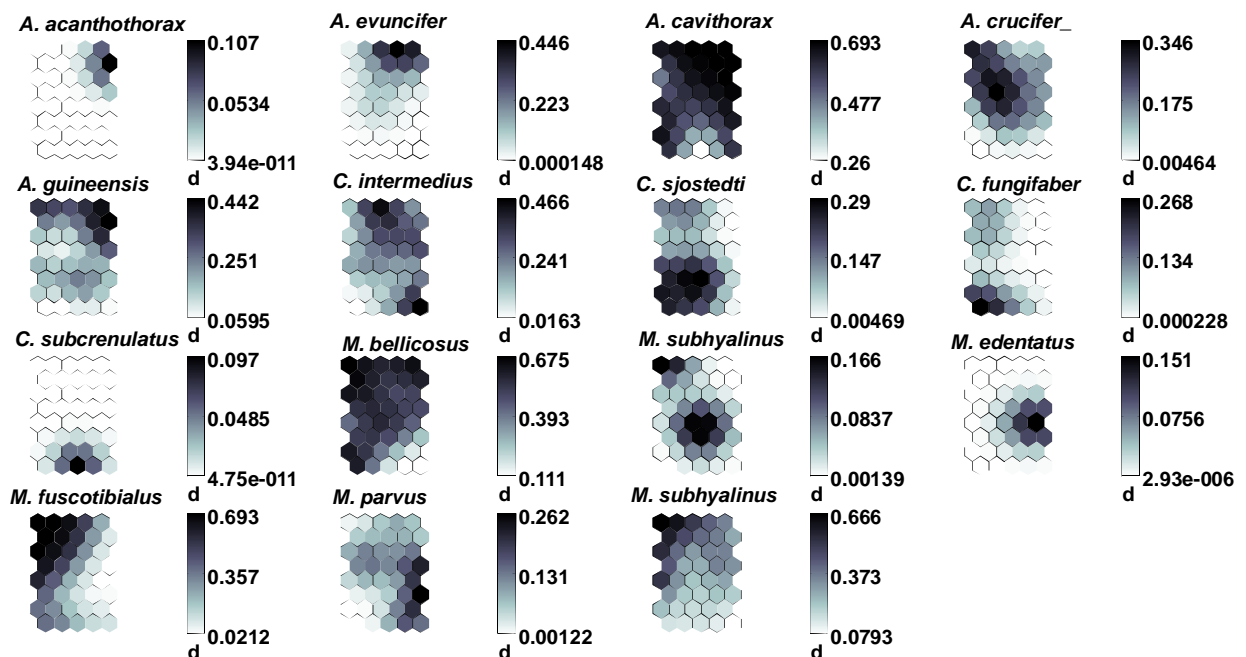 A. acanthothorax
0.107
0.0534
3.94e-011
d
A. evuncifer
0.446
0.223
0.000148
d
A. cavithorax
0.693
0.477
0.26
d
A. crucifer_
0.346
0.175
0.00464
d
A. guineensis
0.442
0.251
0.0595
d
C. intermedius
0.466
0.241
0.0163
d
C. sjostedti
0.29
0.147
0.00469
d
C. fungifaber
0.268
0.134
0.000228
d
C. subcrenulatus
0.097
0.0485
4.75e-011
d
M. bellicosus
0.675
0.393
0.111
d
M. subhyalinus
0.166
0.0837
0.00139
d
M. edentatus
0.151
0.0756
2.93e-006
d
M. fuscotibialus
0.693
0.357
0.0212
d
M. parvus
0.262
0.131
0.00122
d
M. subhyalinus
0.666
0.373
0.0793
d